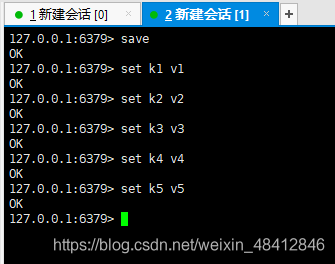 1 新建会话 [0] × 2 新建会话 [1] × +
127.0.0.1:6379> save
OK
127.0.0.1:6379> set k1 v1
OK
127.0.0.1:6379> set k2 v2
OK
127.0.0.1:6379> set k3 v3
OK
127.0.0.1:6379> set k4 v4
OK
127.0.0.1:6379> set k5 v5
OK
127.0.0.1:6379>
https://blog.csdn.net/weixin_48412846